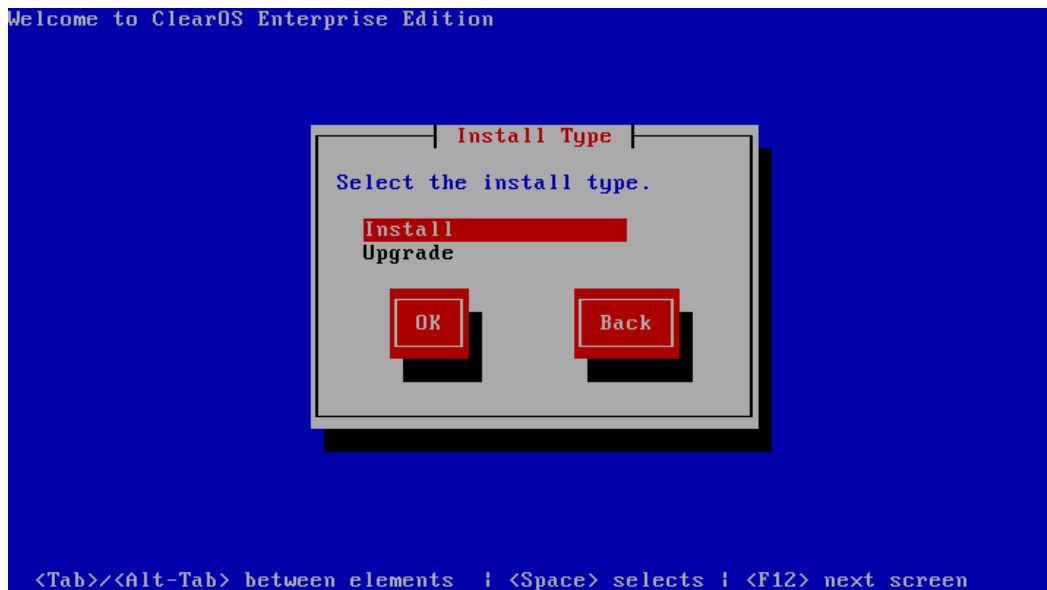 Welcome to ClearOS Enterprise Edition
Install Type
Select the install type.
Install
Upgrade
OK Back
<Tab>/<Alt-Tab> between elements | <Space> selects | <F12> next screen